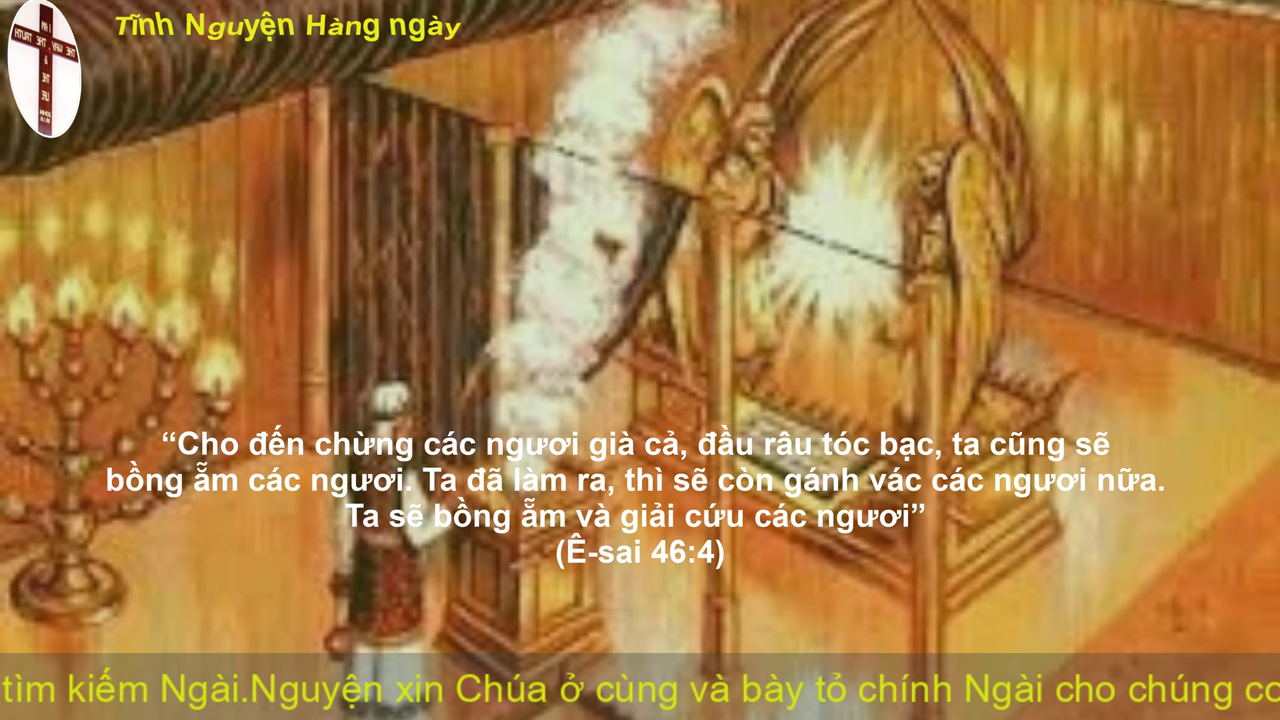 Tĩnh Nguyện Hàng ngày
“Cho đến chừng các ngươi già cả, đầu râu tóc bạc, ta cũng sẽ
bồng ẵm các ngươi. Ta đã làm ra, thì sẽ còn gánh vác các ngươi nữa.
Ta sẽ bồng ẵm và giải cứu các ngươi”
(Ê-sai 46:4)
tìm kiếm Ngài.Nguyện xin Chúa ở cùng và bày tỏ chính Ngài cho chúng